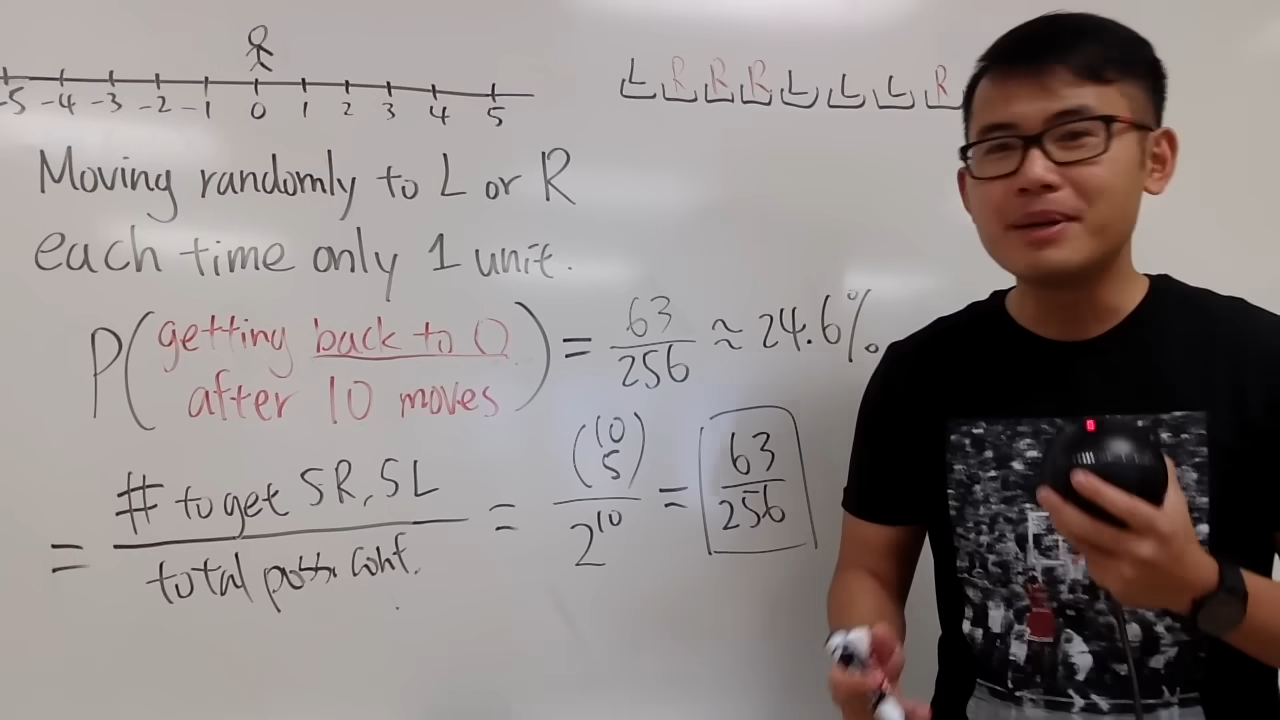 -5 -4 -3 -2 -1 0 1 2 3 4 5
L R R R L L L R
Moving randomly to L or R
each time only 1 unit.
P(getting back to 0 after 10 moves) = 63/256 ≈ 24.6%
= # to get 5R, 5L / total poss. conf. = (10 5) / 2^10 = 63/256